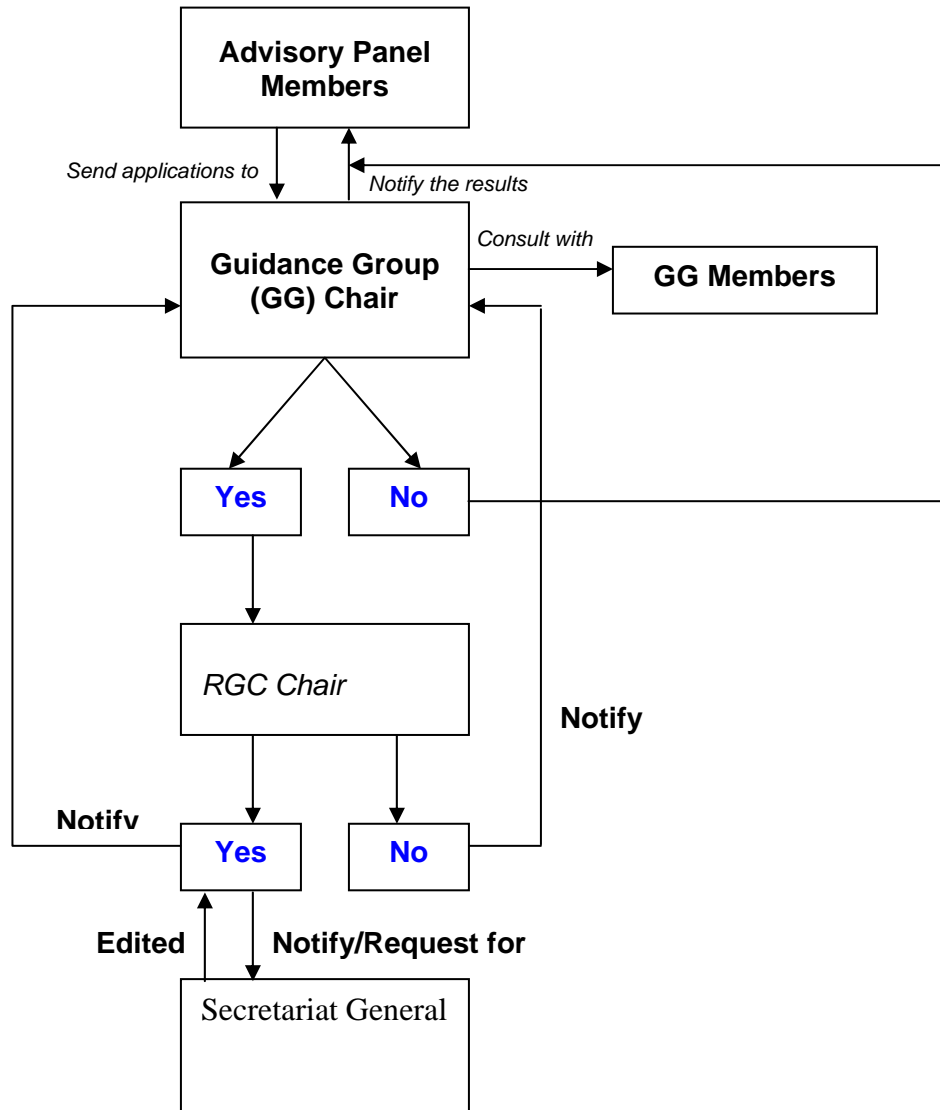 Advisory Panel
Members
Send applications to
Notify the results
Consult with
Guidance Group
(GG) Chair
GG Members
Yes
No
RGC Chair
Notify
Notify
Yes
No
Edited
Notify/Request for
Secretariat General